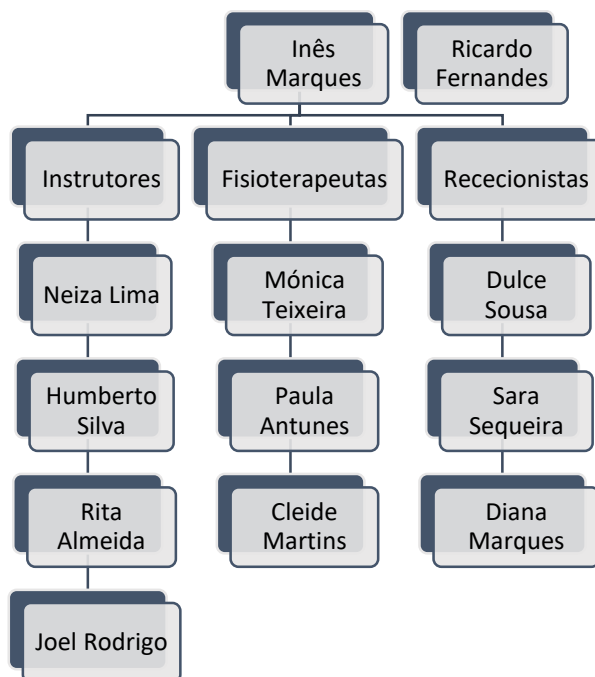 Inês
Marques
Ricardo
Fernandes
Instrutores
Fisioterapeutas
Rececionistas
Neiza Lima
Mónica
Teixeira
Dulce
Sousa
Humberto
Silva
Paula
Antunes
Sara
Sequeira
Rita
Almeida
Cleide
Martins
Diana
Marques
Joel Rodrigo